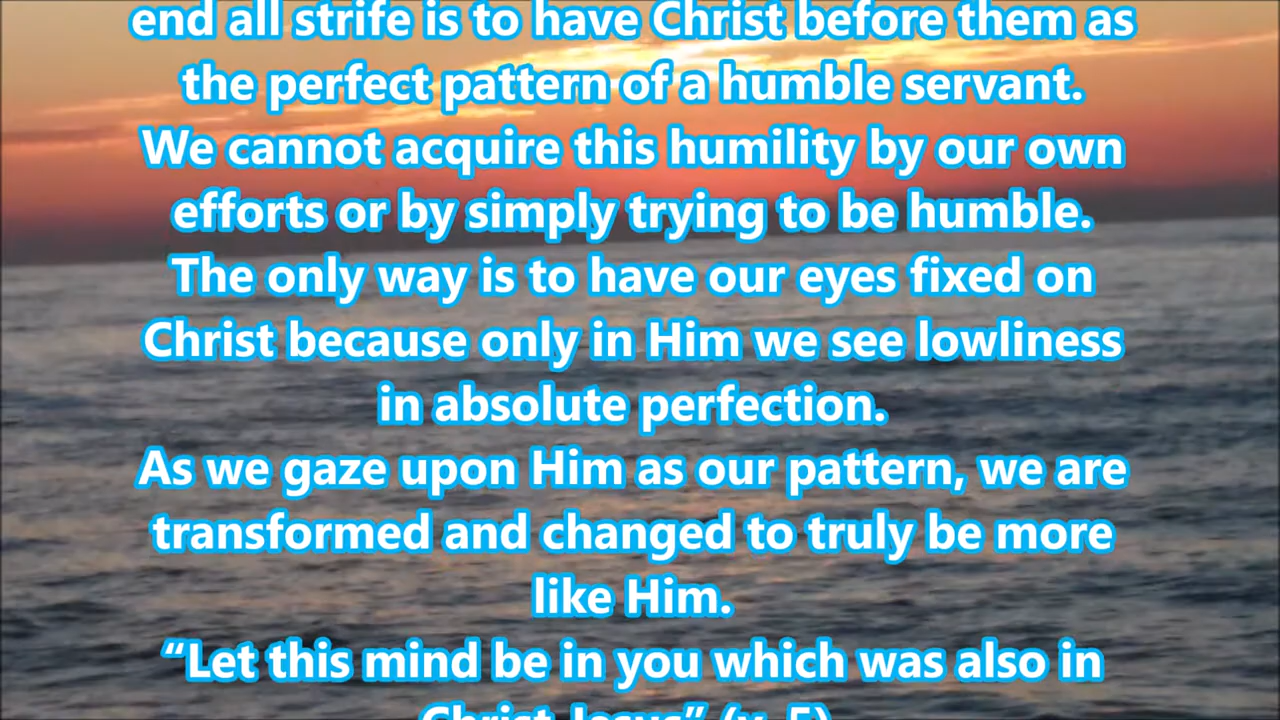 end all strife is to have Christ before them as
the perfect pattern of a humble servant.
We cannot acquire this humility by our own
efforts or by simply trying to be humble.
The only way is to have our eyes fixed on
Christ because only in Him we see lowliness
in absolute perfection.
As we gaze upon Him as our pattern, we are
transformed and changed to truly be more
like Him.
“Let this mind be in you which was also in
Christ Jesus” (v. 5)